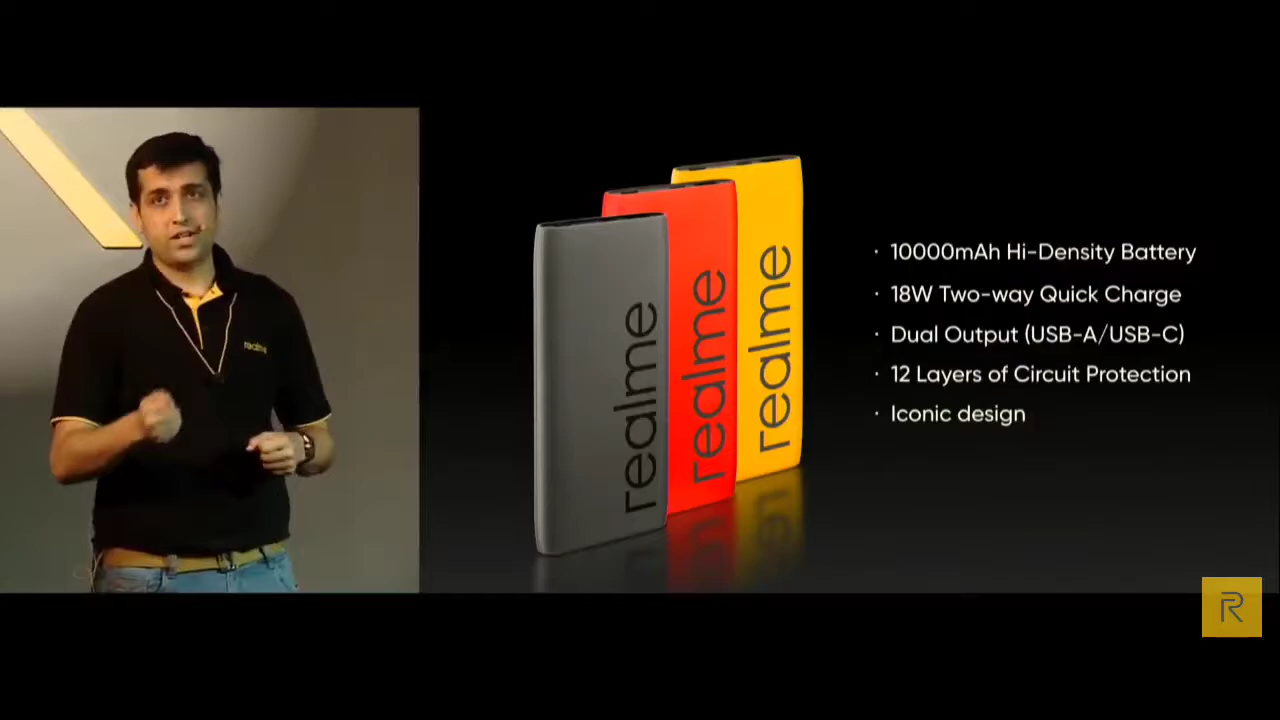 realme
realme
realme
realme
· 10000mAh Hi-Density Battery
· 18W Two-way Quick Charge
· Dual Output (USB-A/USB-C)
· 12 Layers of Circuit Protection
· Iconic design
R